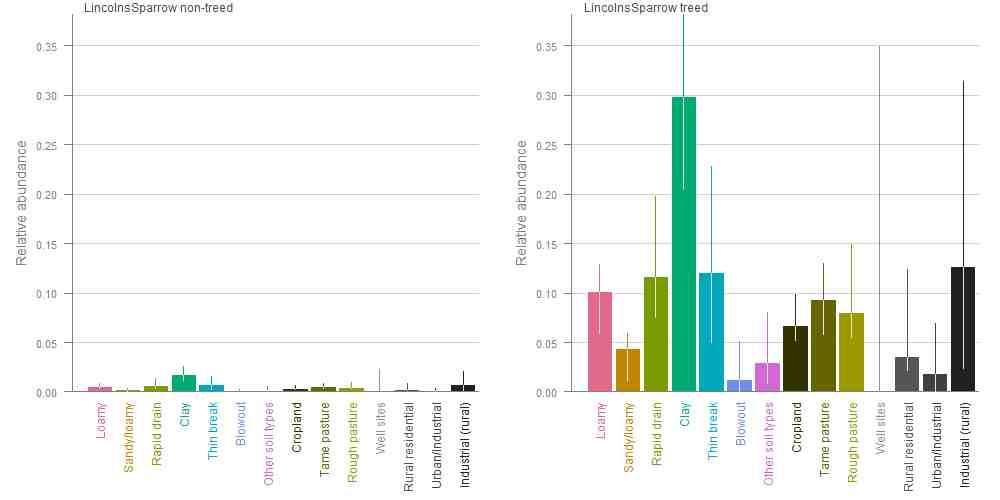 LincolnsSparrow non-treed
Relative abundance
0.35
0.30
0.25
0.20
0.15
0.10
0.05
0.00
Loamy
Sandy/loamy
Rapid drain
Clay
Thin break
Blowout
Other soil types
Cropland
Tame pasture
Rough pasture
Well sites
Rural residential
Urban/Industrial
Industrial (rural)
LincolnsSparrow treed
Relative abundance
0.35
0.30
0.25
0.20
0.15
0.10
0.05
0.00
Loamy
Sandy/loamy
Rapid drain
Clay
Thin break
Blowout
Other soil types
Cropland
Tame pasture
Rough pasture
Well sites
Rural residential
Urban/Industrial
Industrial (rural)